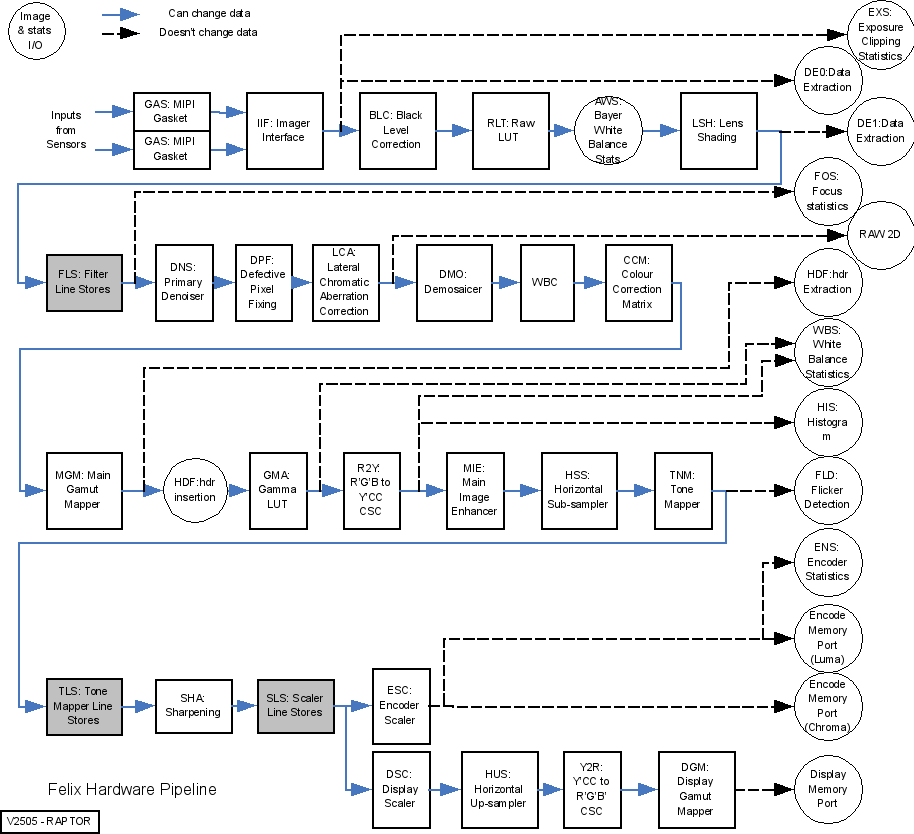 Image
& stats
I/O
Can change data
Doesn't change data
EXS:
Exposure
Clipping
Statistics
DE0:Data
Extraction
Inputs
from
Sensors
GAS: MIPI
Gasket
GAS: MIPI
Gasket
IIF: Imager
Interface
BLC: Black
Level
Correction
RLT: Raw
LUT
AWS:
Bayer
White
Balance
Stats
LSH: Lens
Shading
DE1:Data
Extraction
FOS:
Focus
statistics
RAW 2D
FLS: Filter
Line Stores
DNS:
Primary
Denoiser
DPF:
Defective
Pixel
Fixing
LCA:
Lateral
Chromatic
Aberration
Correction
DMO:
Demosaicer
WBC
CCM:
Colour
Correction
Matrix
HDF:hdr
Extraction
WBS:
White
Balance
Statistics
HIS:
Histogra
m
MGM: Main
Gamut
Mapper
HDF:hdr
insertion
GMA:
Gamma
LUT
R2Y:
R'G'B to
Y'CC
CSC
MIE:
Main
Image
Enhancer
HSS:
Horizontal
Sub-sampler
TNM:
Tone
Mapper
FLD:
Flicker
Detection
ENS:
Encoder
Statistics
Encode
Memory
Port
(Luma)
TLS: Tone
Mapper Line
Stores
SHA:
Sharpening
SLS: Scaler
Line Stores
ESC:
Encoder
Scaler
Encode
Memory
Port
(Chroma)
DSC:
Display
Scaler
HUS:
Horizontal
Up-sampler
Y2R:
Y'CC to
R'G'B'
CSC
DGM:
Display
Gamut
Mapper
Display
Memory
Port
Felix Hardware Pipeline
V2505 - RAPTOR